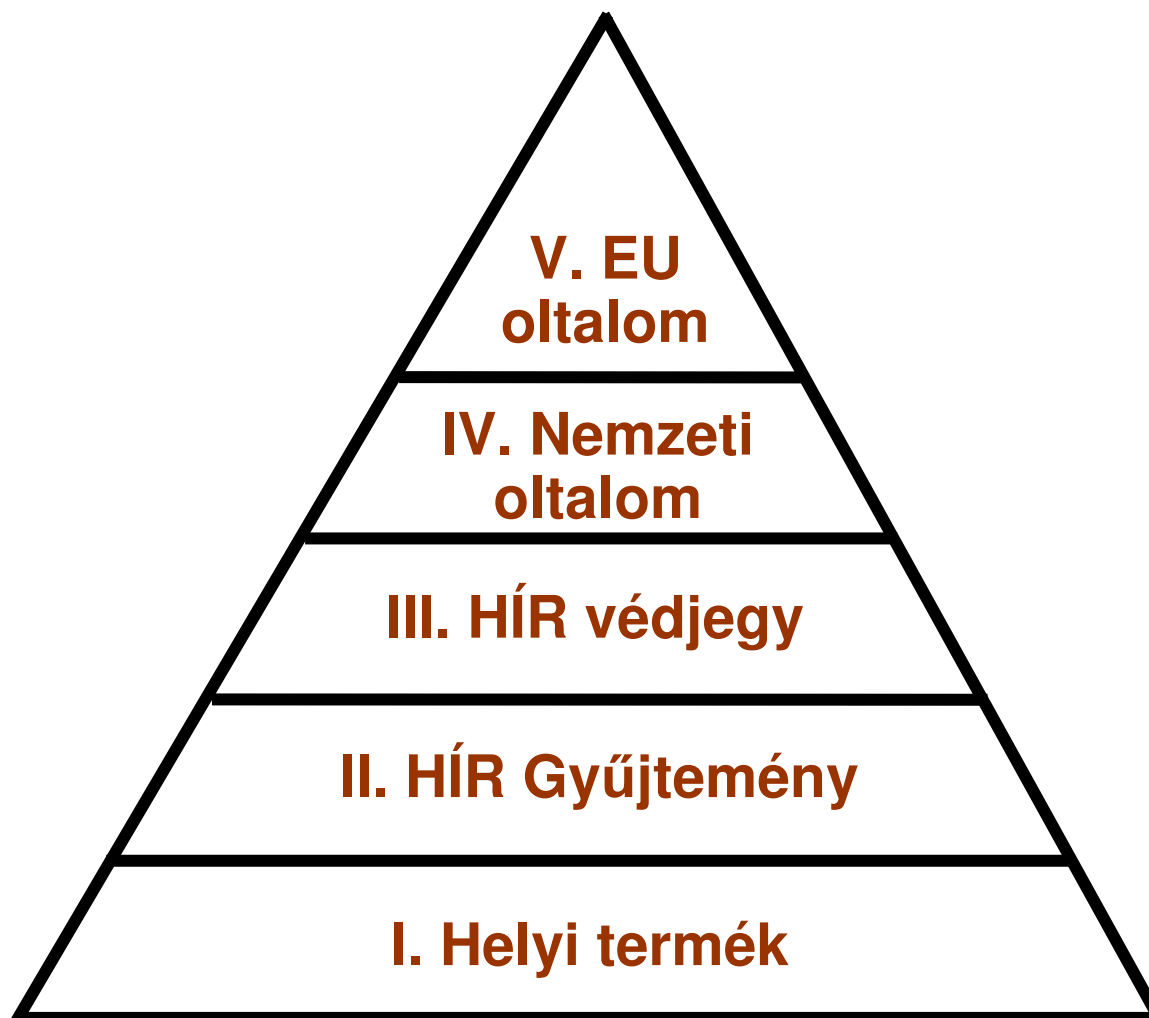 V. EU
oltalom
IV. Nemzeti
oltalom
III. HÍR védjegy
II. HÍR Gyűjtemény
I. Helyi termék